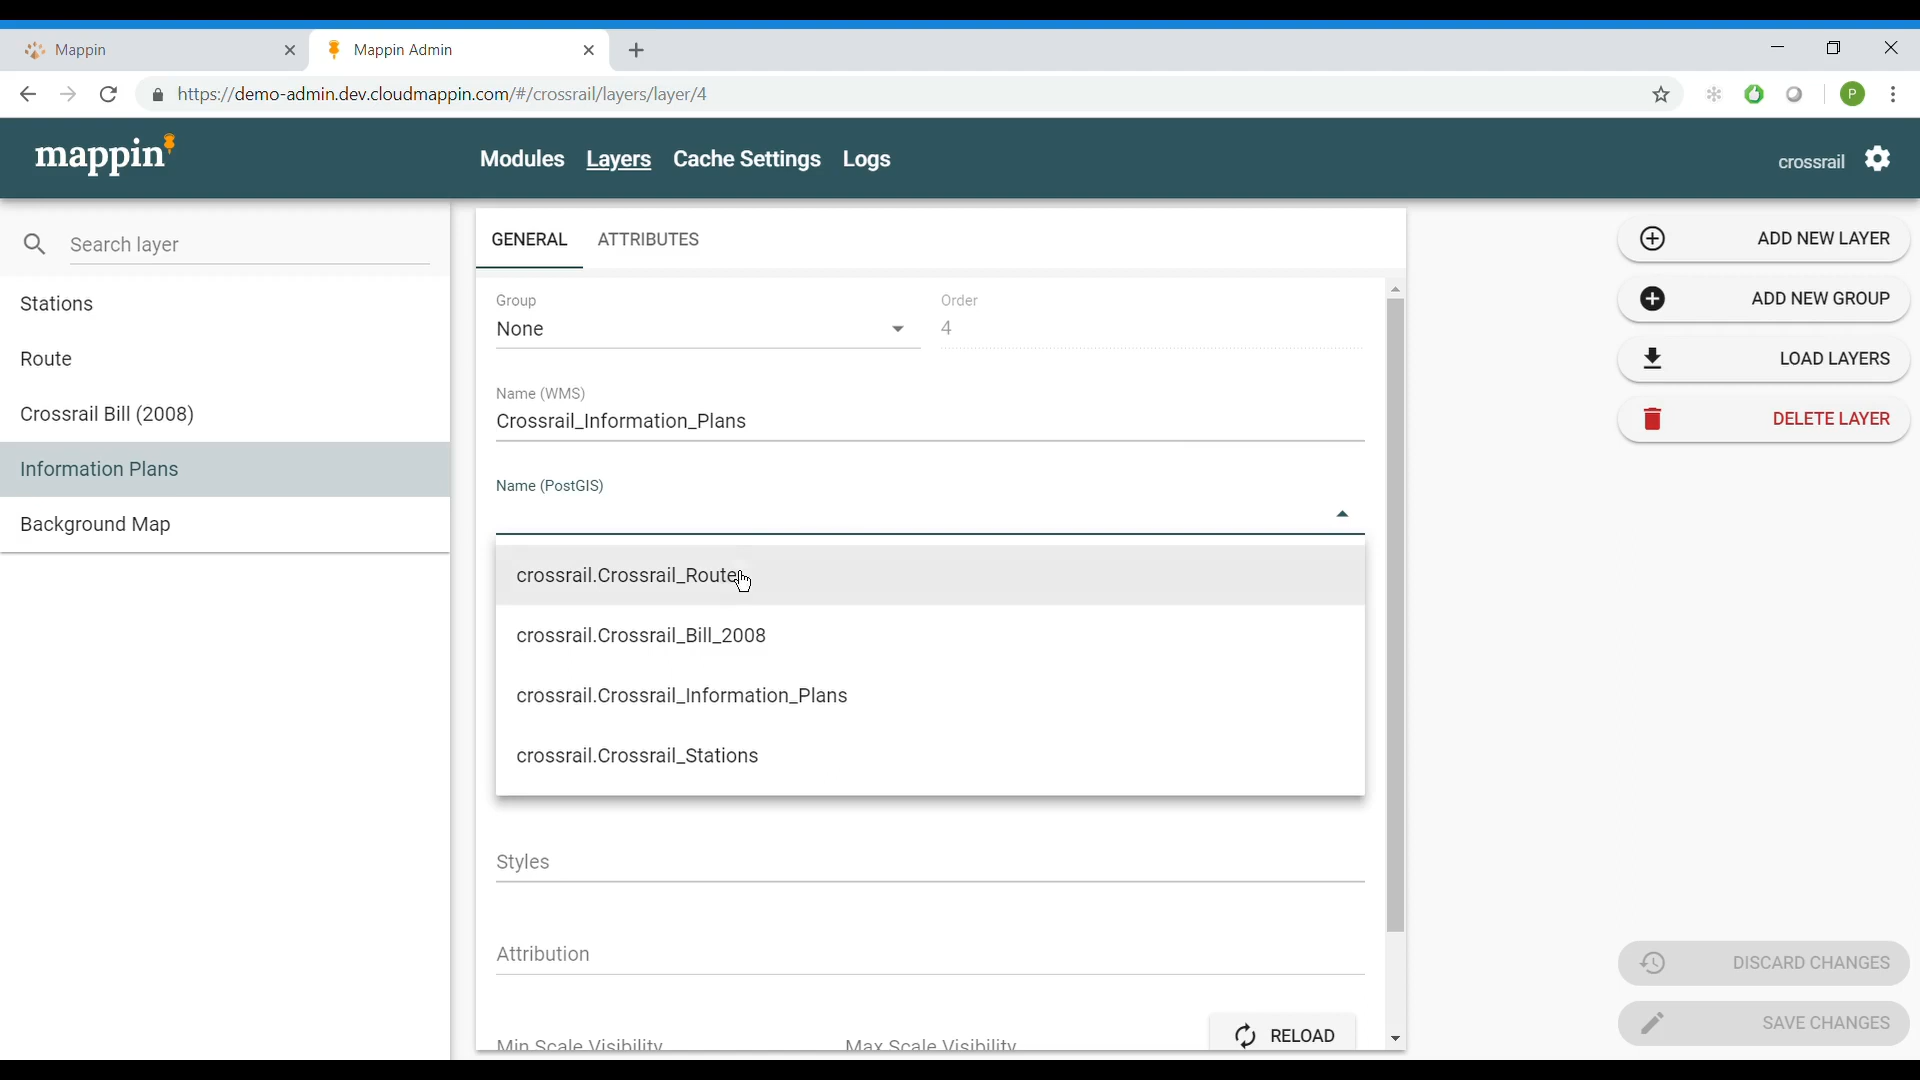 Mappin
Mappin Admin
https://demo-admin.dev.cloudmappin.com/#/crossrail/layers/layer/4
P
mappin
Modules
Layers
Cache Settings
Logs
crossrail
Search layer
Stations
Route
Crossrail Bill (2008)
Information Plans
Background Map
GENERAL
ATTRIBUTES
Group
None
Order
4
Name (WMS)
Crossrail_Information_Plans
Name (PostGIS)
crossrail.Crossrail_Route
crossrail.Crossrail_Bill_2008
crossrail.Crossrail_Information_Plans
crossrail.Crossrail_Stations
Styles
Attribution
Min Scale Visibility
Max Scale Visibility
RELOAD
ADD NEW LAYER
ADD NEW GROUP
LOAD LAYERS
DELETE LAYER
DISCARD CHANGES
SAVE CHANGES